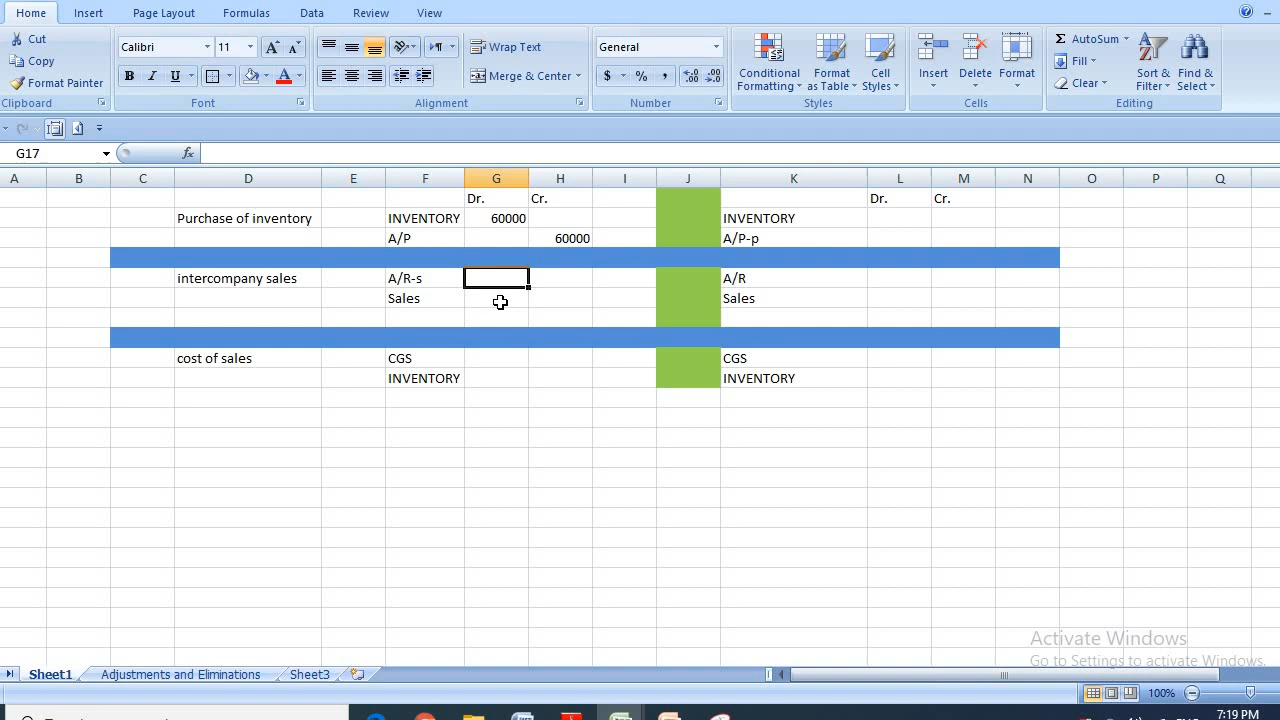 Home Insert Page Layout Formulas Data Review View
Cut
Copy
Format Painter
Clipboard
Calibri 11
B I U
Font
Wrap Text
Merge & Center
Alignment
General
$ % ,
Number
Conditional Formatting
Format as Table
Cell Styles
Styles
Insert Delete Format
Cells
AutoSum
Fill
Clear
Sort & Filter
Find & Select
Editing
G17
fx
A B C D E F G H I J K L M N O P Q
Dr. Cr. Dr. Cr.
Purchase of inventory INVENTORY 60000 INVENTORY
A/P 60000 A/P-p
intercompany sales A/R-s A/R
Sales Sales
cost of sales CGS CGS
INVENTORY INVENTORY
Activate Windows
Go to Settings to activate Windows.
Sheet1 Adjustments and Eliminations Sheet3
100%
7:19 PM